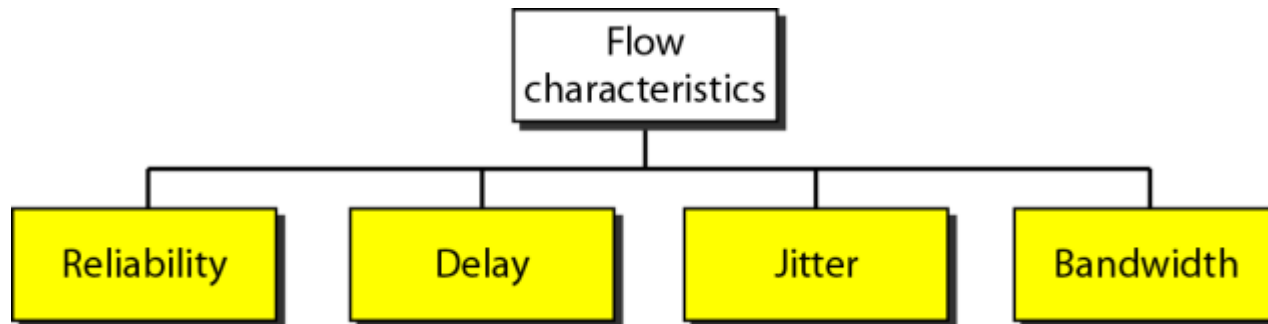 Flow
characteristics
Reliability
Delay
Jitter
Bandwidth